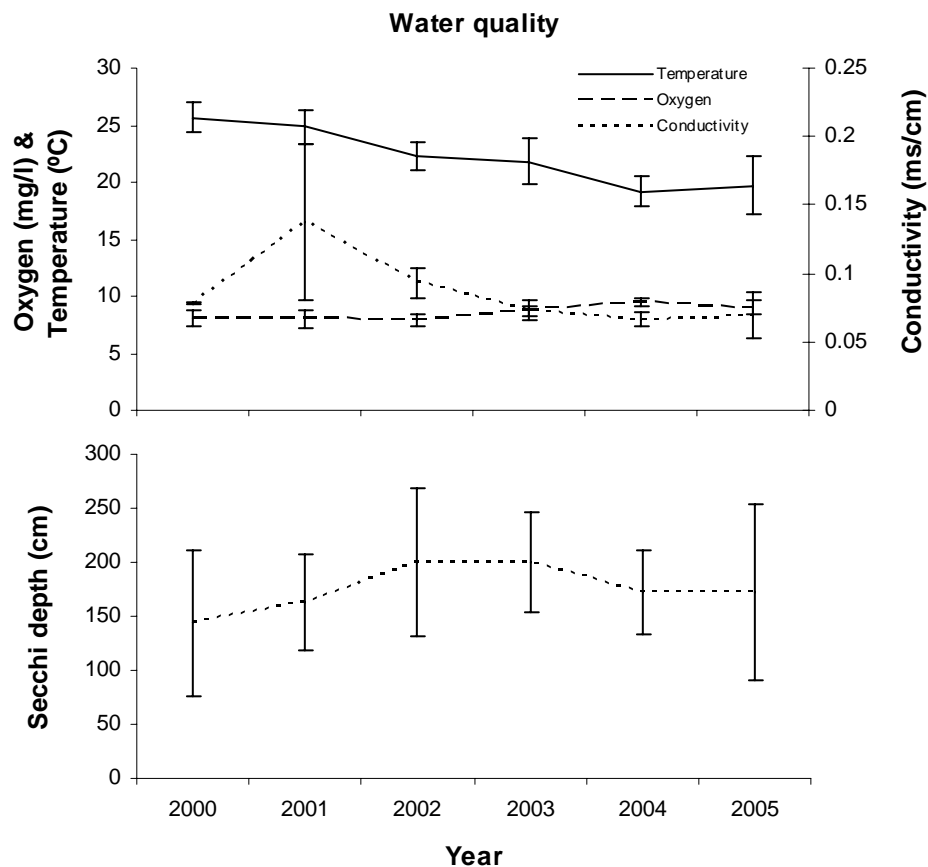 Water quality
Oxygen (mg/l) &
Temperature (ºC)
30
25
20
15
10
5
0
Temperature
Oxygen
Conductivity
0.25
0.2
0.15
0.1
0.05
0
Conductivity (ms/cm)
Secchi depth (cm)
300
250
200
150
100
50
0
2000 2001 2002 2003 2004 2005
Year